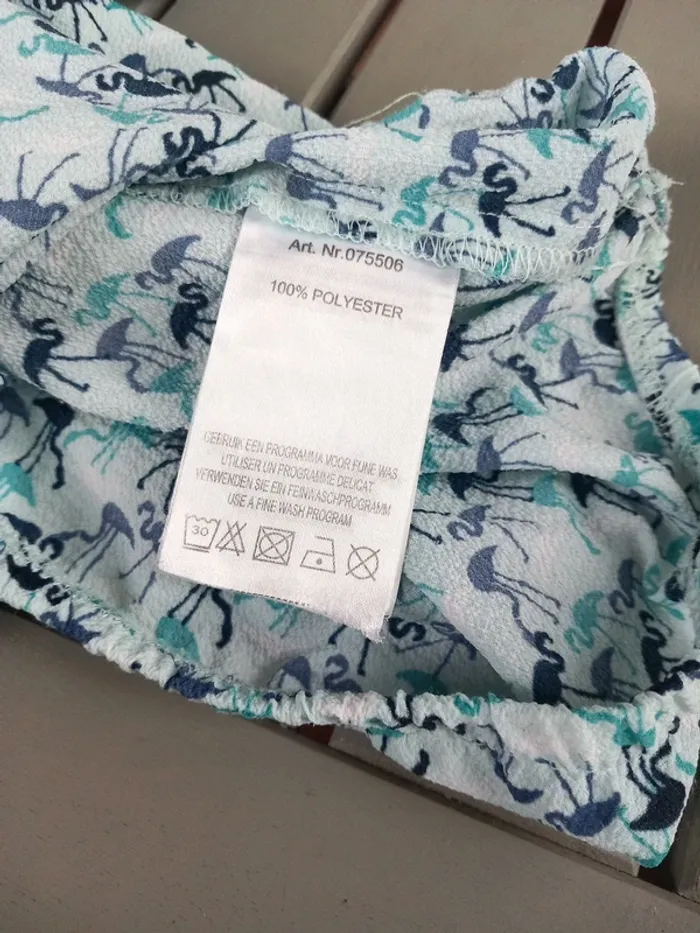 Art. Nr.075506
100% POLYESTER
GEBRUIK EEN PROGRAMMA VOOR FIJNE WAS
UTILISER UN PROGRAMME DELICAT
VERWENDEN SIE EIN FEINWASCHPROGRAMM
USE A FINE WASH PROGRAM
30